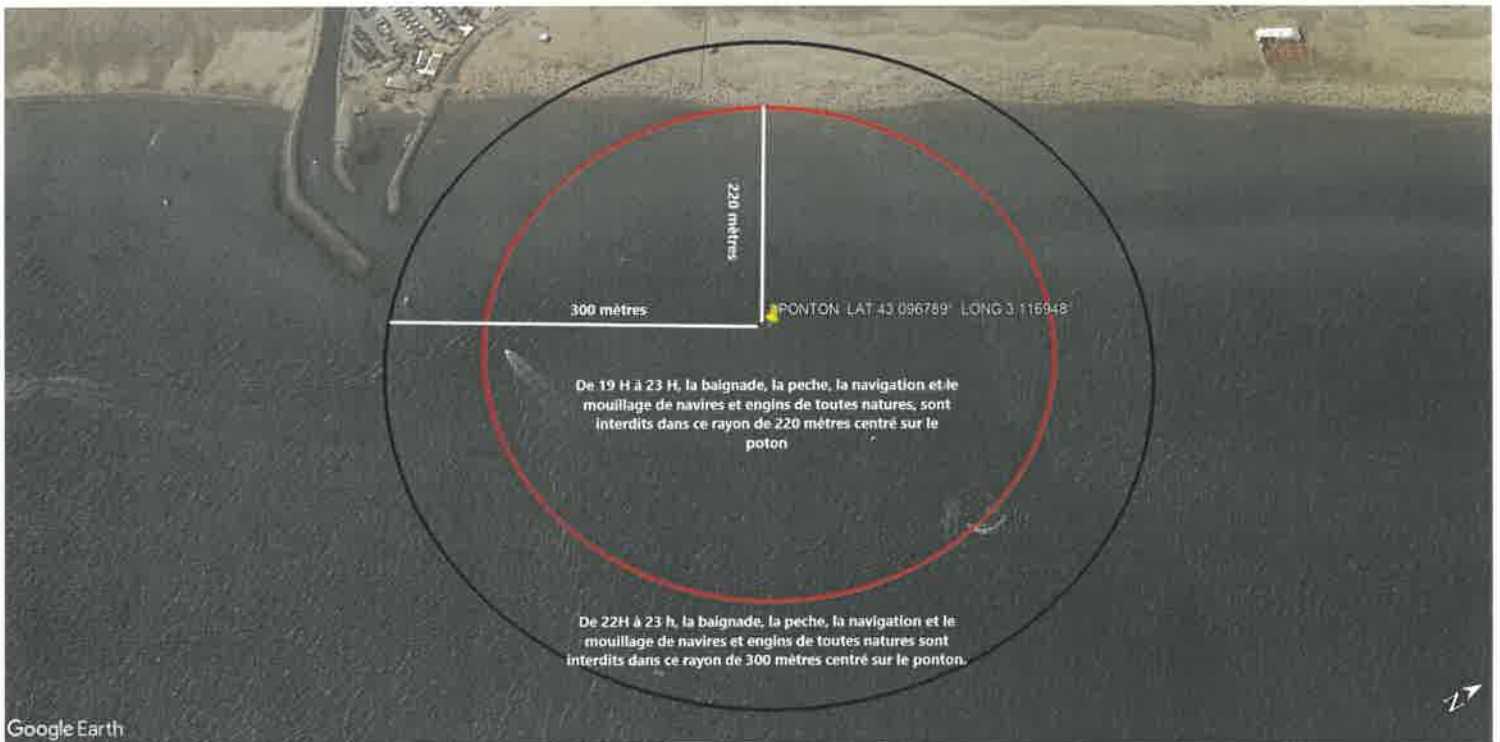 220 mètres
300 mètres
PONTON LAT 43.096789° LONG 3.116948°
De 19 H à 23 H, la baignade, la peche, la navigation et le
mouillage de navires et engins de toutes natures, sont
interdits dans ce rayon de 220 mètres centré sur le
poton
De 22H à 23 h, la baignade, la peche, la navigation et le
mouillage de navires et engins de toutes natures sont
interdits dans ce rayon de 300 mètres centré sur le ponton.
N
Google Earth